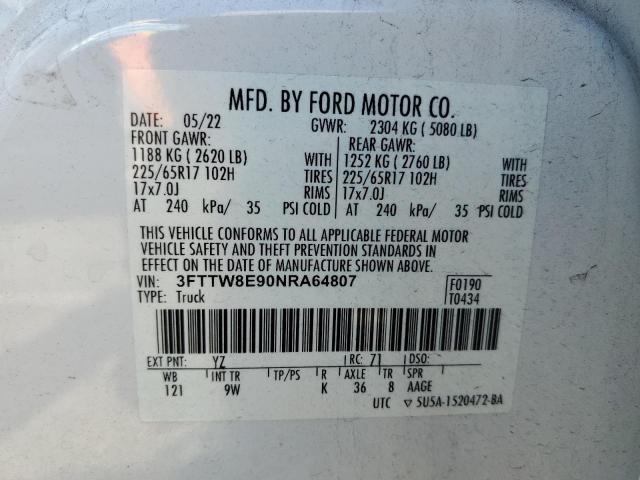 MFD. BY FORD MOTOR CO.
DATE: 05/22 GVWR: 2304 KG ( 5080 LB)
FRONT GAWR: REAR GAWR:
1188 KG ( 2620 LB) WITH 1252 KG ( 2760 LB) WITH
225/65R17 102H TIRES 225/65R17 102H TIRES
17x7.0J RIMS 17x7.0J RIMS
AT 240 kPa/ 35 PSI COLD AT 240 kPa/ 35 PSI COLD
THIS VEHICLE CONFORMS TO ALL APPLICABLE FEDERAL MOTOR
VEHICLE SAFETY AND THEFT PREVENTION STANDARDS IN
EFFECT ON THE DATE OF MANUFACTURE SHOWN ABOVE.
VIN: 3FTTW8E90NRA64807 F0190
TYPE: Truck T0434
EXT PNT: YZ RC: 71 DSO:
WB INT TR TP/PS R AXLE TR SPR
121 9W K 36 8 AAGE
UTC ▽ 5U5A-1520472-BA